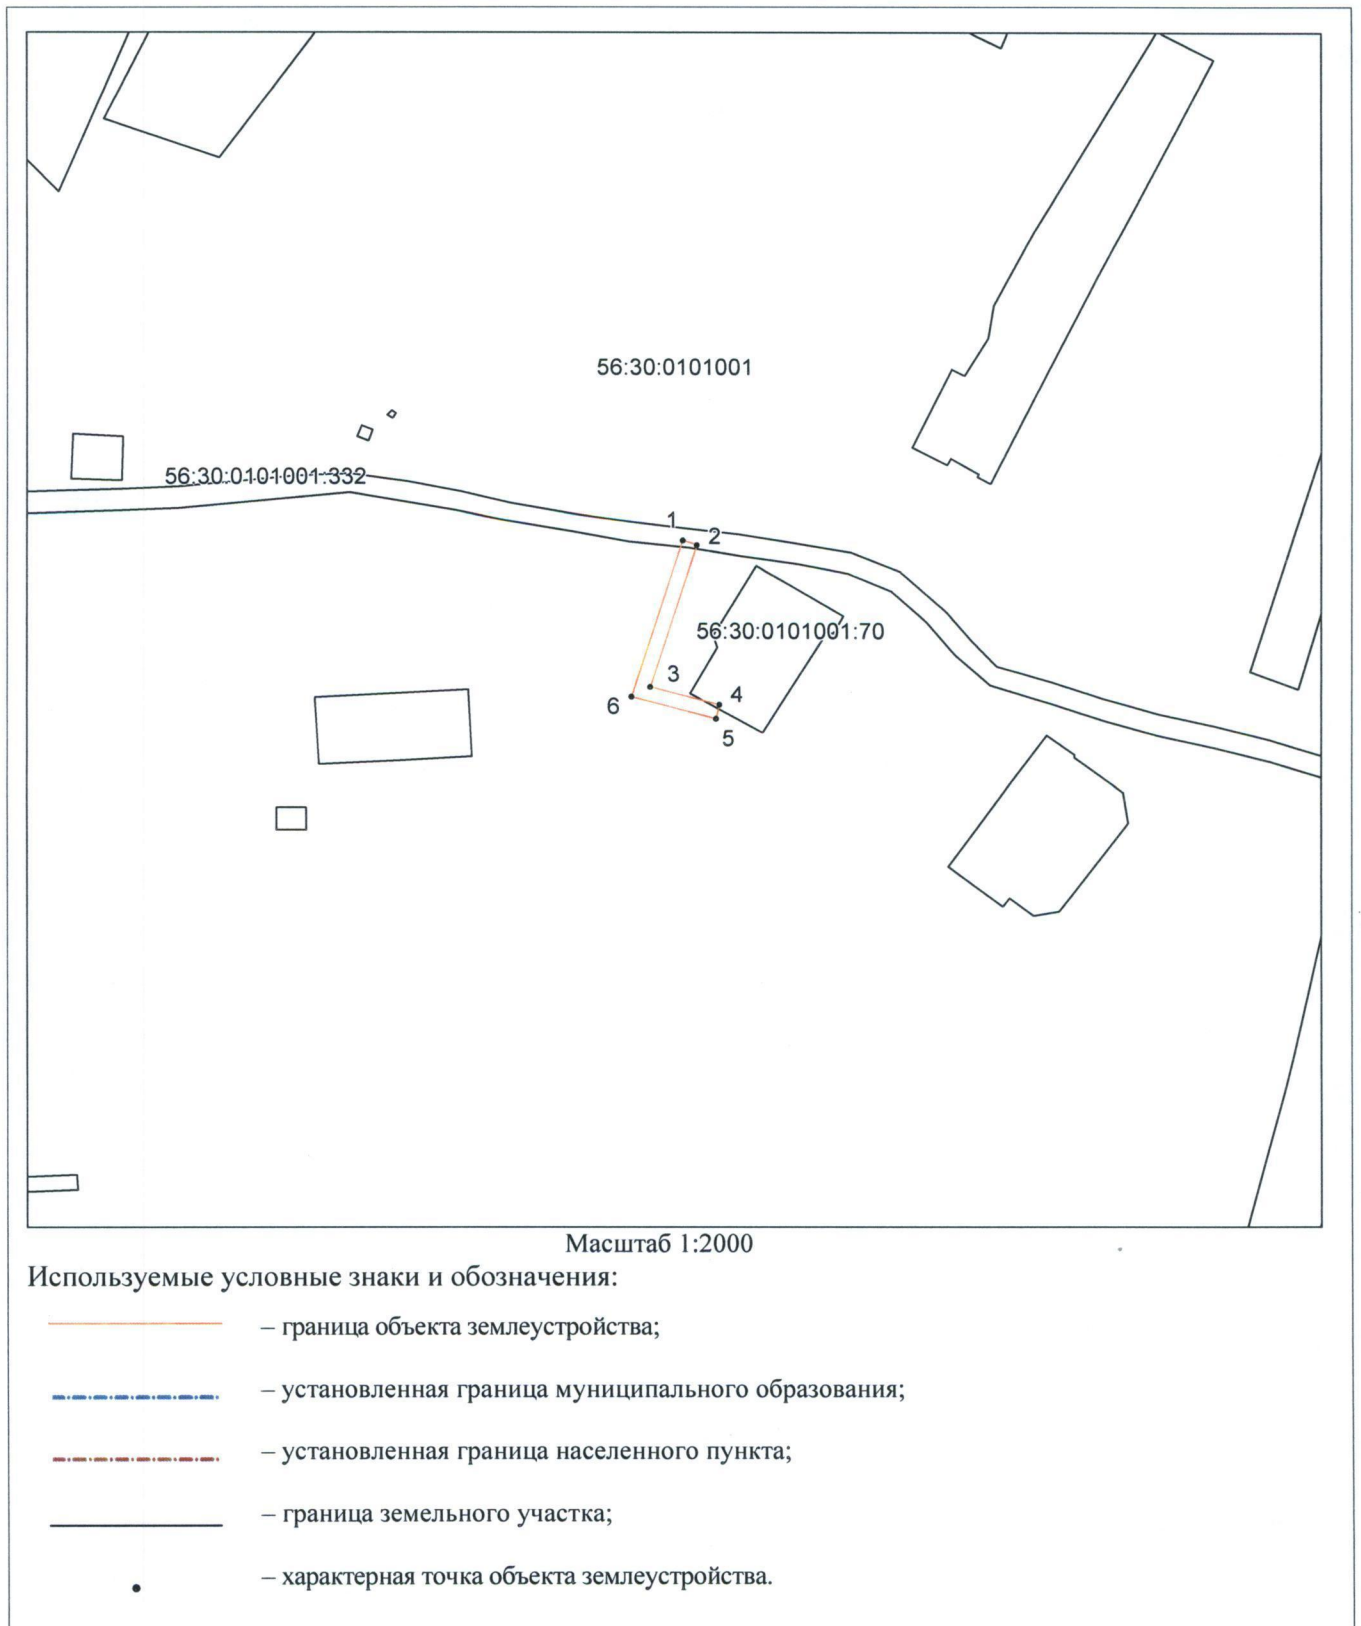 56:30:0101001
56:30:0101001:332
1
2
56:30:0101001:70
3
4
6
5
Масштаб 1:2000
Используемые условные знаки и обозначения:
– граница объекта землеустройства;
– установленная граница муниципального образования;
– установленная граница населенного пункта;
– граница земельного участка;
– характерная точка объекта землеустройства.